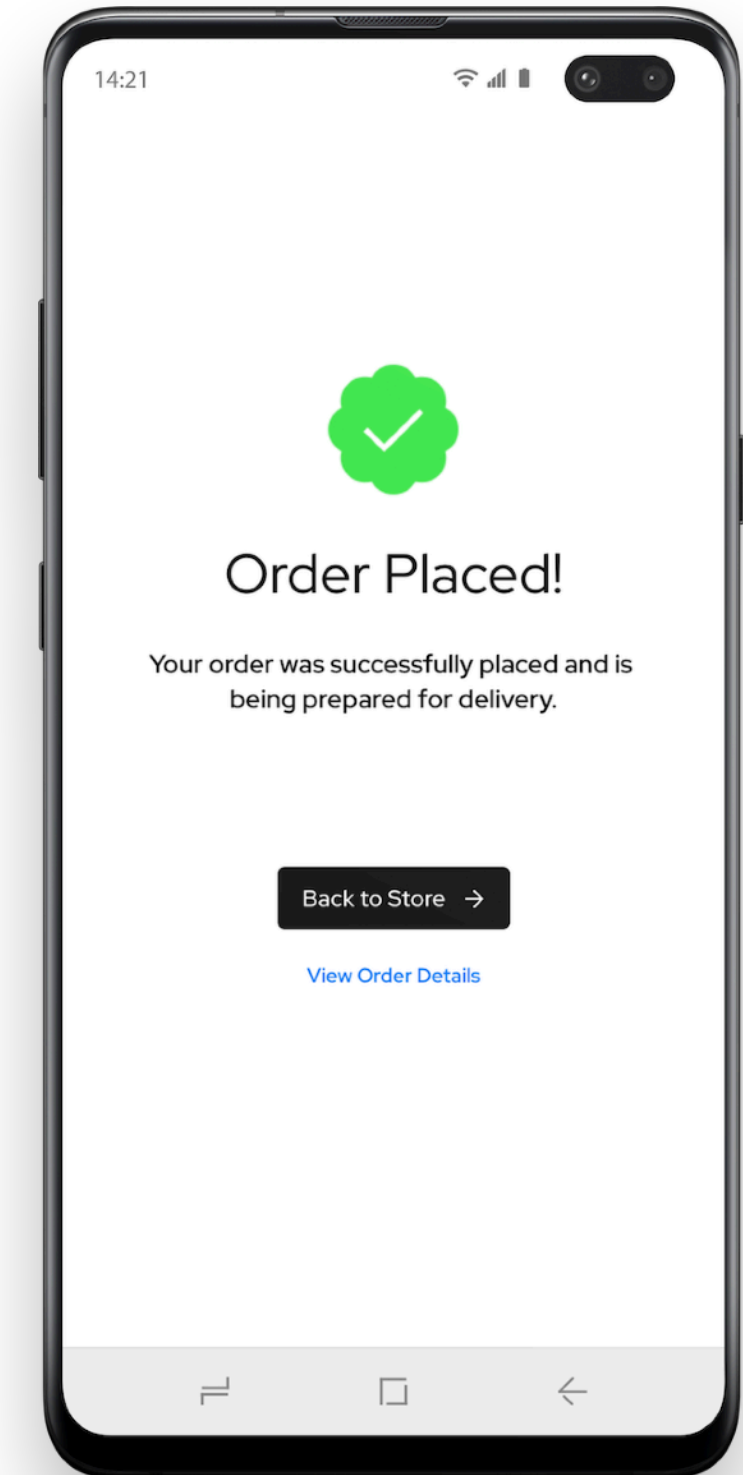 14:21
Order Placed!
Your order was successfully placed and is
being prepared for delivery.
Back to Store →
View Order Details